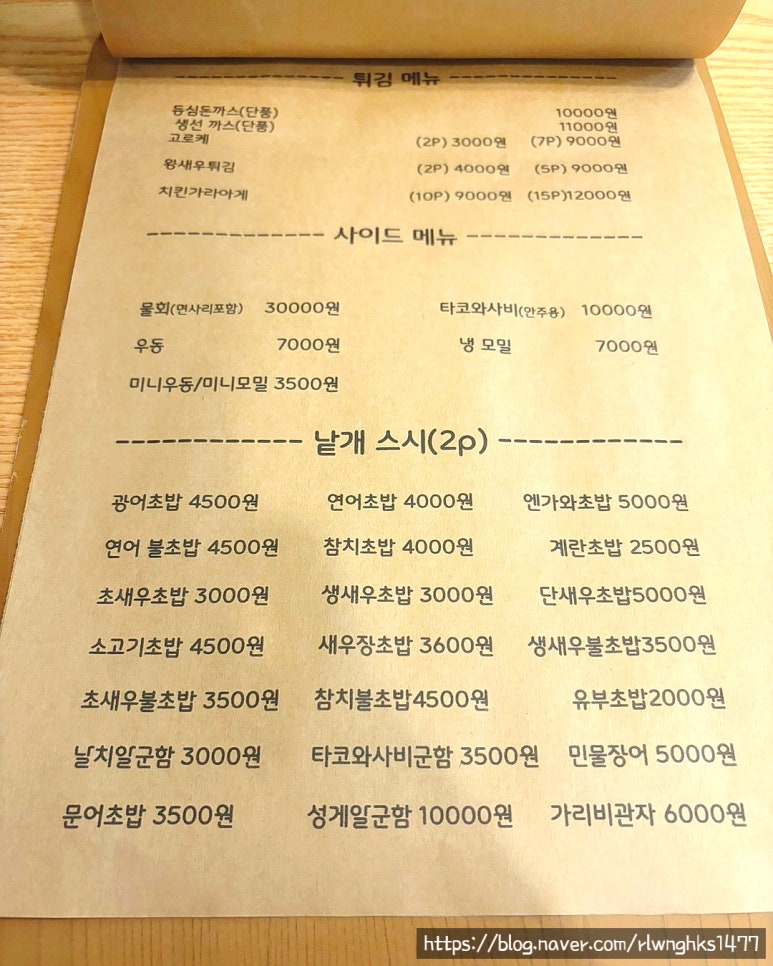 ------------- 튀김 메뉴 -------------
등심돈까스(단품) 10000원
생선 까스(단품) 11000원
고로케 (2P) 3000원 (7P) 9000원
왕새우튀김 (2P) 4000원 (5P) 9000원
치킨가라아게 (10P) 9000원 (15P)12000원
------------- 사이드 메뉴 -------------
물회(면사리포함) 30000원 타코와사비(안주용) 10000원
우동 7000원 냉 모밀 7000원
미니우동/미니모밀 3500원
------------ 낱개 스시(2p) ------------
광어초밥 4500원 연어초밥 4000원 엔가와초밥 5000원
연어 불초밥 4500원 참치초밥 4000원 계란초밥 2500원
초새우초밥 3000원 생새우초밥 3000원 단새우초밥5000원
소고기초밥 4500원 새우장초밥 3600원 생새우불초밥3500원
초새우불초밥 3500원 참치불초밥4500원 유부초밥2000원
날치알군함 3000원 타코와사비군함 3500원 민물장어 5000원
문어초밥 3500원 성게알군함 10000원 가리비관자 6000원
https://blog.naver.com/rlwnghks1477